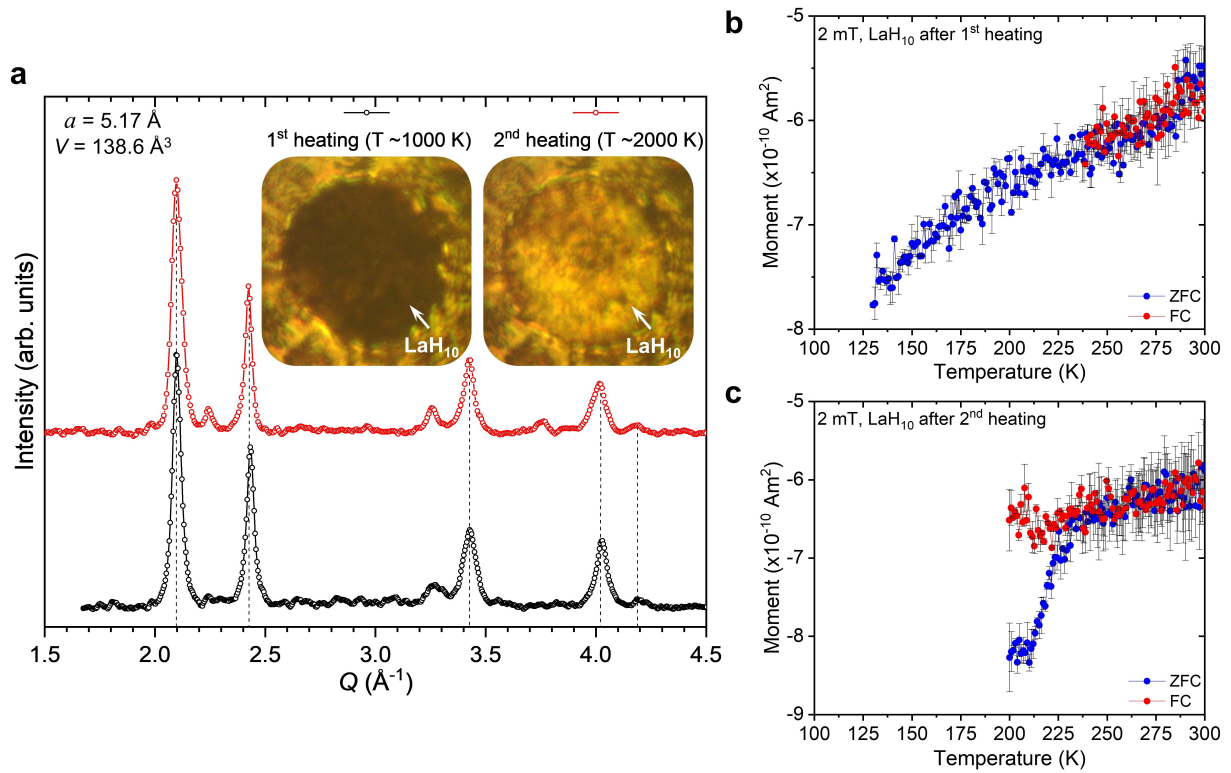 a
a = 5.17 Å
V = 138.6 Å³
1st heating (T ~1000 K)
2nd heating (T ~2000 K)
LaH10
LaH10
Intensity (arb. units)
1.5 2.0 2.5 3.0 3.5 4.0 4.5
Q (Å-1)
b
2 mT, LaH10 after 1st heating
-5
-6
-7
-8
Moment (x10-10 Am2)
ZFC
FC
100 125 150 175 200 225 250 275 300
Temperature (K)
c
2 mT, LaH10 after 2nd heating
-5
-6
-7
-8
-9
Moment (x10-10 Am2)
ZFC
FC
100 125 150 175 200 225 250 275 300
Temperature (K)